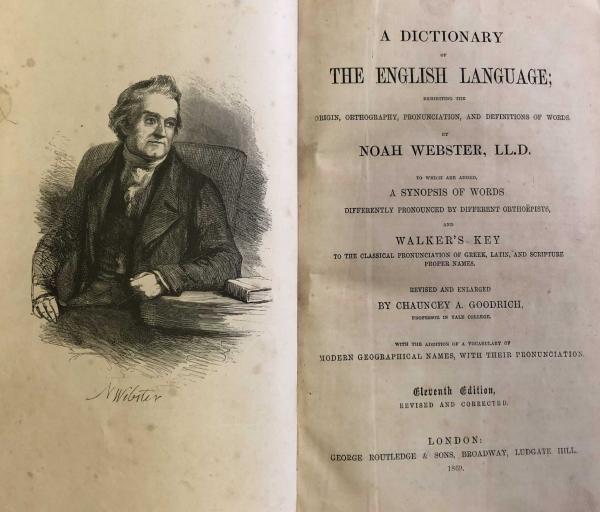 N Webster
A DICTIONARY
OF
THE ENGLISH LANGUAGE;
EXHIBITING THE
ORIGIN, ORTHOGRAPHY, PRONUNCIATION, AND DEFINITIONS OF WORDS.
BY
NOAH WEBSTER, LL.D.
TO WHICH ARE ADDED,
A SYNOPSIS OF WORDS
DIFFERENTLY PRONOUNCED BY DIFFERENT ORTHOËPISTS,
AND
WALKER'S KEY
TO THE CLASSICAL PRONUNCIATION OF GREEK, LATIN, AND SCRIPTURE
PROPER NAMES.
REVISED AND ENLARGED
BY CHAUNCEY A. GOODRICH,
PROFESSOR IN YALE COLLEGE.
WITH THE ADDITION OF A VOCABULARY OF
MODERN GEOGRAPHICAL NAMES, WITH THEIR PRONUNCIATION.
Eleventh Edition,
REVISED AND CORRECTED.
LONDON:
GEORGE ROUTLEDGE & SONS, BROADWAY, LUDGATE HILL.
1869.